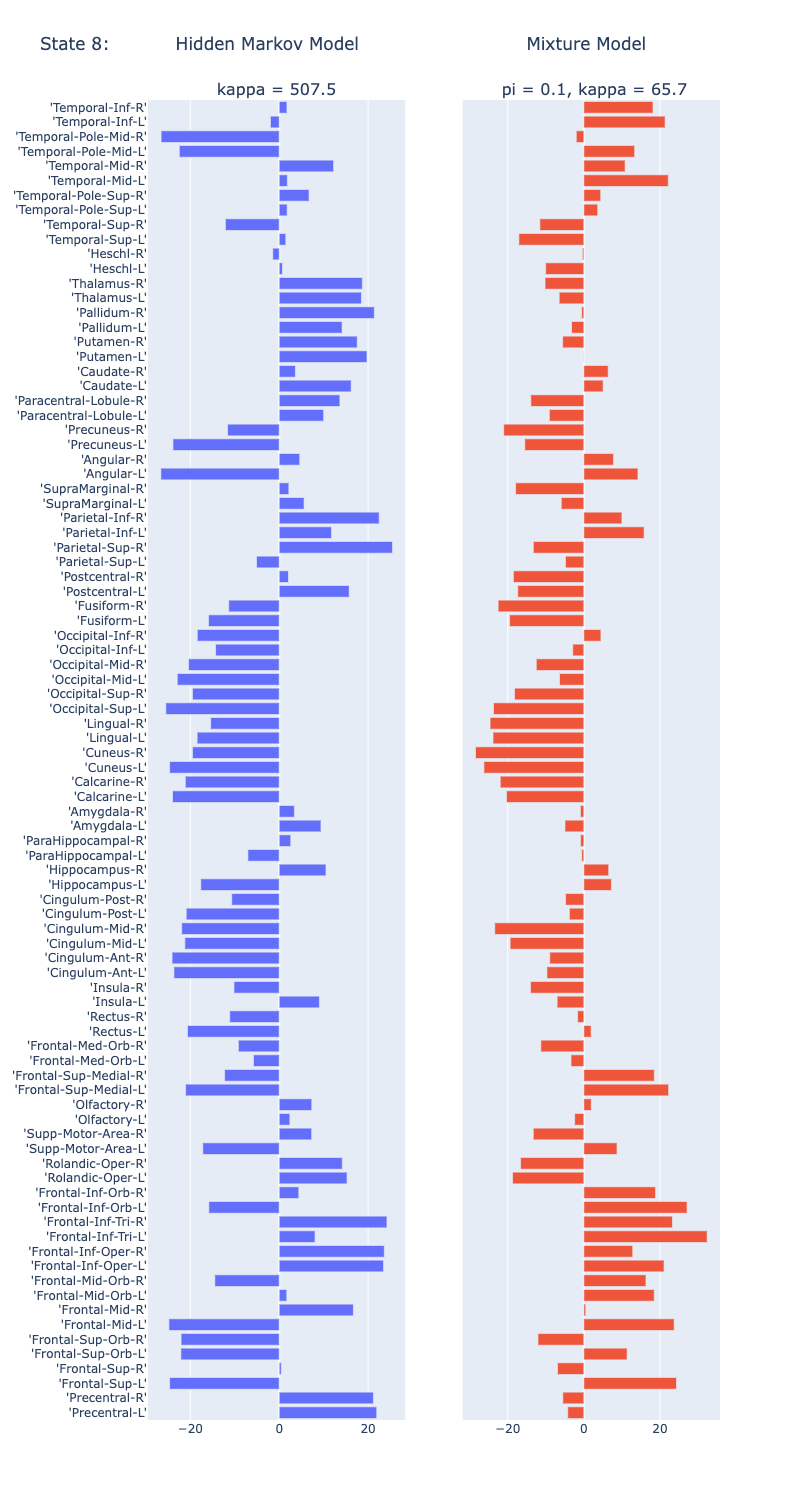 State 8: Hidden Markov Model Mixture Model
kappa = 507.5 pi = 0.1, kappa = 65.7
'Temporal-Inf-R'
'Temporal-Inf-L'
'Temporal-Pole-Mid-R'
'Temporal-Pole-Mid-L'
'Temporal-Mid-R'
'Temporal-Mid-L'
'Temporal-Pole-Sup-R'
'Temporal-Pole-Sup-L'
'Temporal-Sup-R'
'Temporal-Sup-L'
'Heschl-R'
'Heschl-L'
'Thalamus-R'
'Thalamus-L'
'Pallidum-R'
'Pallidum-L'
'Putamen-R'
'Putamen-L'
'Caudate-R'
'Caudate-L'
'Paracentral-Lobule-R'
'Paracentral-Lobule-L'
'Precuneus-R'
'Precuneus-L'
'Angular-R'
'Angular-L'
'SupraMarginal-R'
'SupraMarginal-L'
'Parietal-Inf-R'
'Parietal-Inf-L'
'Parietal-Sup-R'
'Parietal-Sup-L'
'Postcentral-R'
'Postcentral-L'
'Fusiform-R'
'Fusiform-L'
'Occipital-Inf-R'
'Occipital-Inf-L'
'Occipital-Mid-R'
'Occipital-Mid-L'
'Occipital-Sup-R'
'Occipital-Sup-L'
'Lingual-R'
'Lingual-L'
'Cuneus-R'
'Cuneus-L'
'Calcarine-R'
'Calcarine-L'
'Amygdala-R'
'Amygdala-L'
'ParaHippocampal-R'
'ParaHippocampal-L'
'Hippocampus-R'
'Hippocampus-L'
'Cingulum-Post-R'
'Cingulum-Post-L'
'Cingulum-Mid-R'
'Cingulum-Mid-L'
'Cingulum-Ant-R'
'Cingulum-Ant-L'
'Insula-R'
'Insula-L'
'Rectus-R'
'Rectus-L'
'Frontal-Med-Orb-R'
'Frontal-Med-Orb-L'
'Frontal-Sup-Medial-R'
'Frontal-Sup-Medial-L'
'Olfactory-R'
'Olfactory-L'
'Supp-Motor-Area-R'
'Supp-Motor-Area-L'
'Rolandic-Oper-R'
'Rolandic-Oper-L'
'Frontal-Inf-Orb-R'
'Frontal-Inf-Orb-L'
'Frontal-Inf-Tri-R'
'Frontal-Inf-Tri-L'
'Frontal-Inf-Oper-R'
'Frontal-Inf-Oper-L'
'Frontal-Mid-Orb-R'
'Frontal-Mid-Orb-L'
'Frontal-Mid-R'
'Frontal-Mid-L'
'Frontal-Sup-Orb-R'
'Frontal-Sup-Orb-L'
'Frontal-Sup-R'
'Frontal-Sup-L'
'Precentral-R'
'Precentral-L'
−20 0 20 −20 0 20